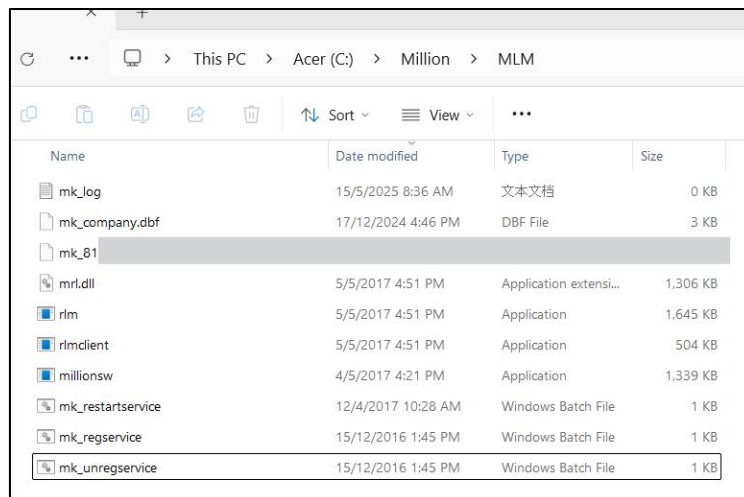 This PC > Acer (C:) > Million > MLM
Sort View
Name Date modified Type Size
mk_log 15/5/2025 8:36 AM 文本文档 0 KB
mk_company.dbf 17/12/2024 4:46 PM DBF File 3 KB
mk_81
mrl.dll 5/5/2017 4:51 PM Application extensi... 1,306 KB
rlm 5/5/2017 4:51 PM Application 1,645 KB
rlmclient 5/5/2017 4:51 PM Application 504 KB
millionsw 4/5/2017 4:21 PM Application 1,339 KB
mk_restartservice 12/4/2017 10:28 AM Windows Batch File 1 KB
mk_regservice 15/12/2016 1:45 PM Windows Batch File 1 KB
mk_unregservice 15/12/2016 1:45 PM Windows Batch File 1 KB